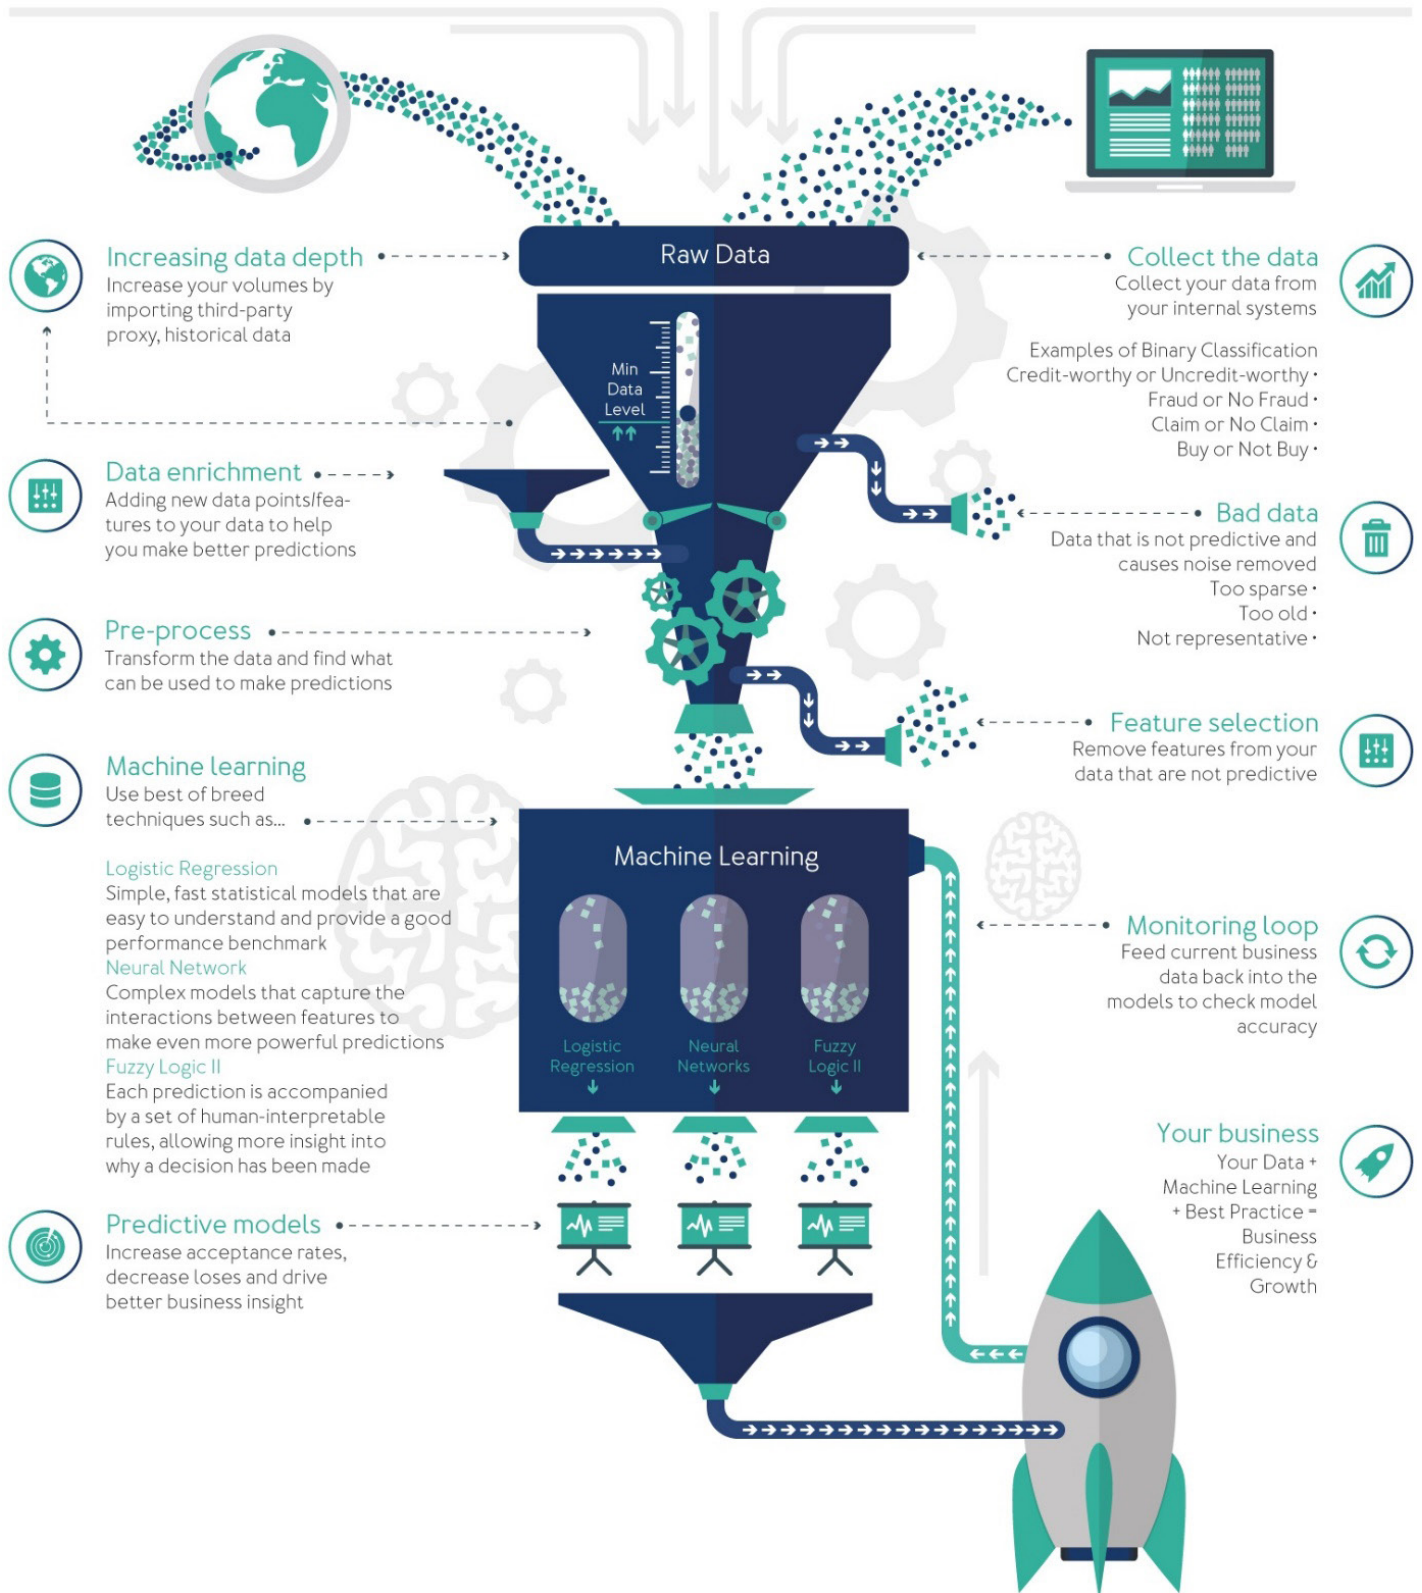 Raw Data
Increasing data depth
Increase your volumes by
importing third-party
proxy, historical data
Collect the data
Collect your data from
your internal systems
Examples of Binary Classification
Credit-worthy or Uncredit-worthy •
Fraud or No Fraud •
Claim or No Claim •
Buy or Not Buy •
Min
Data
Level
Data enrichment
Adding new data points/fea-
tures to your data to help
you make better predictions
Bad data
Data that is not predictive and
causes noise removed
Too sparse •
Too old •
Not representative •
Pre-process
Transform the data and find what
can be used to make predictions
Feature selection
Remove features from your
data that are not predictive
Machine learning
Use best of breed
techniques such as...
Logistic Regression
Simple, fast statistical models that are
easy to understand and provide a good
performance benchmark
Neural Network
Complex models that capture the
interactions between features to
make even more powerful predictions
Fuzzy Logic II
Each prediction is accompanied
by a set of human-interpretable
rules, allowing more insight into
why a decision has been made
Machine Learning
Logistic
Regression
Neural
Networks
Fuzzy
Logic II
Monitoring loop
Feed current business
data back into the
models to check model
accuracy
Your business
Your Data +
Machine Learning
+ Best Practice =
Business
Efficiency &
Growth
Predictive models
Increase acceptance rates,
decrease loses and drive
better business insight